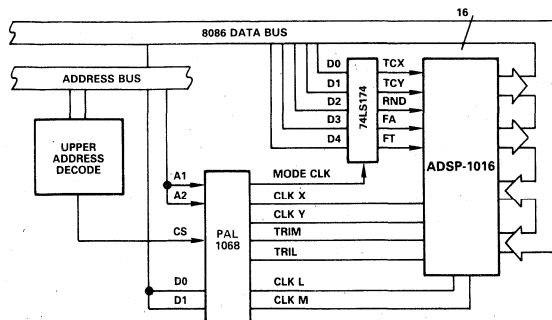 16
8086 DATA BUS
ADDRESS BUS
UPPER
ADDRESS
DECODE
D0
D1
D2
D3
D4
74LS174
TCX
TCY
RND
FA
FT
ADSP-1016
A1
A2
CS
D0
D1
PAL
1068
MODE CLK
CLK X
CLK Y
TRIM
TRIL
CLK L
CLK M